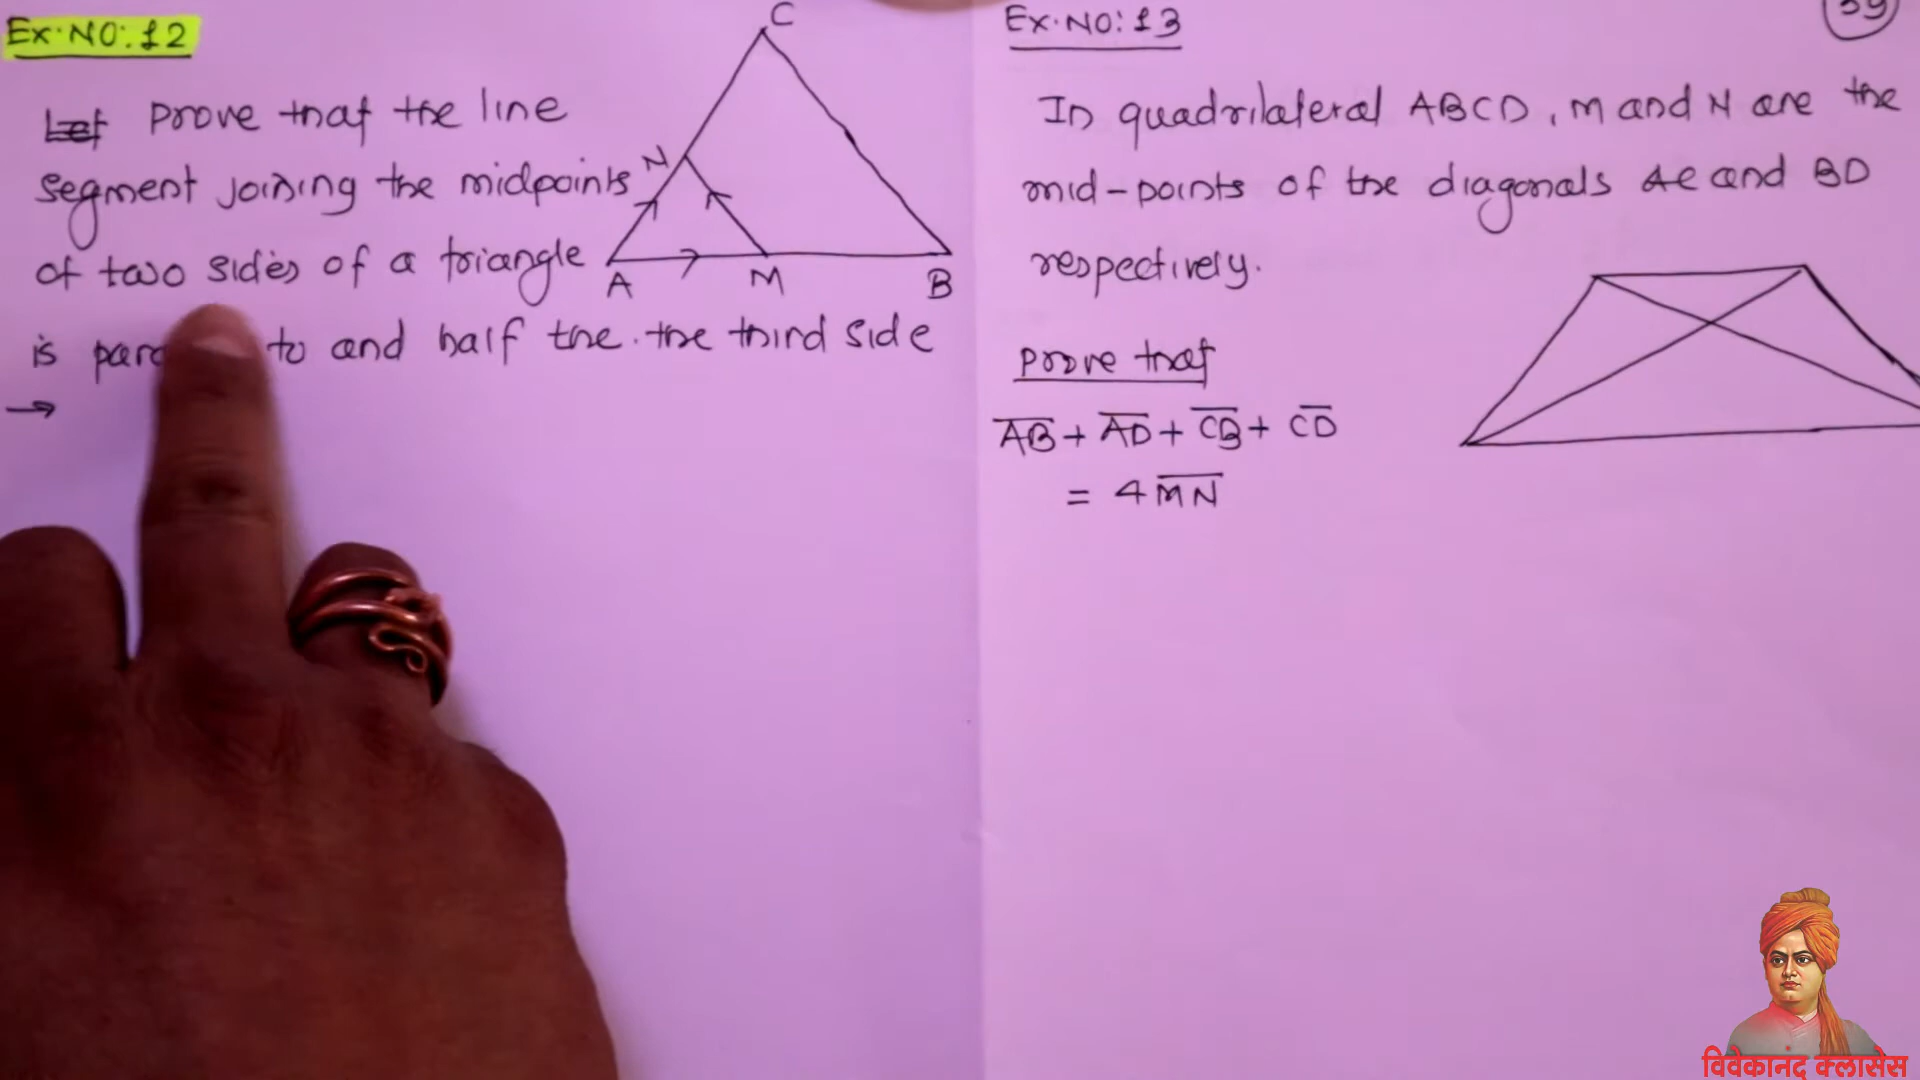 Ex.NO:12
Let Prove that the line
segment joining the midpoints
of two sides of a triangle
is to and half the . the third side
→
C
N
A
M
B
Ex.NO:13
In quadrilateral ABCD, M and N are the
mid-points of the diagonals AC and BD
respectively.
Prove that
AB + AD + CB + CD
= 4 MN
विवेकानंद क्लासेस